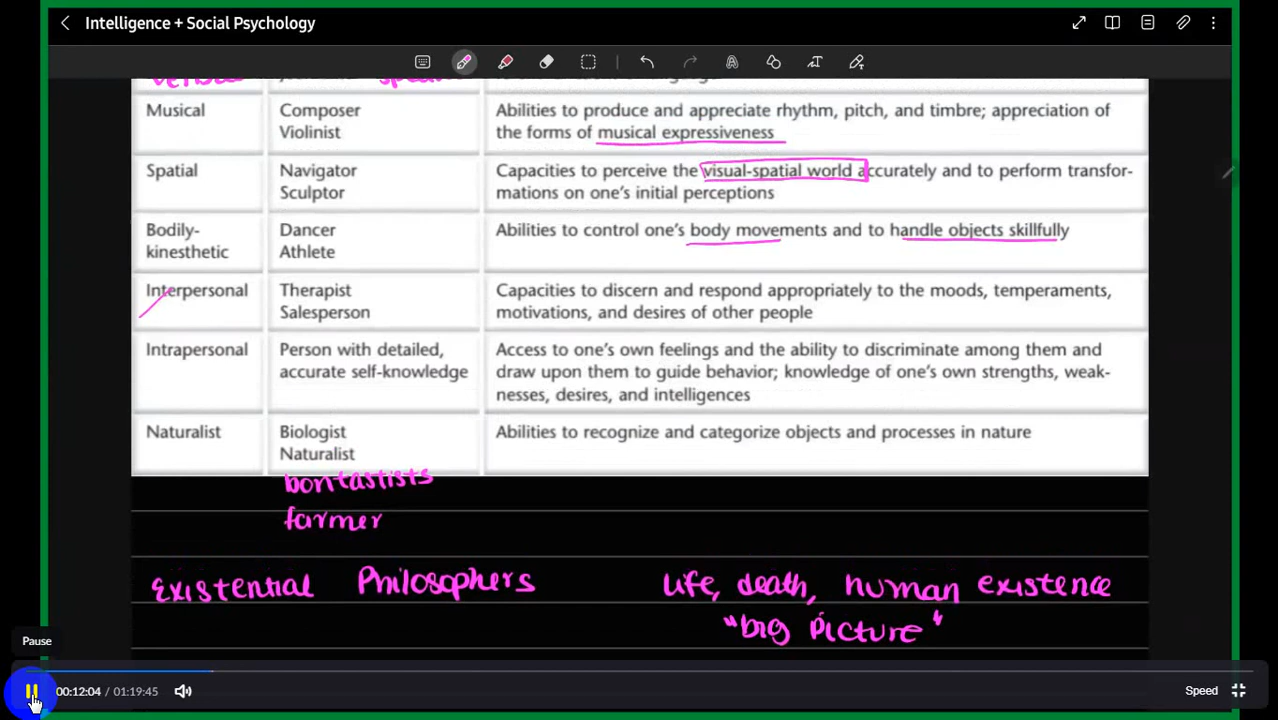 Intelligence + Social Psychology
Musical Composer Abilities to produce and appreciate rhythm, pitch, and timbre; appreciation of
Violinist the forms of musical expressiveness
Spatial Navigator Capacities to perceive the visual-spatial world accurately and to perform transfor-
Sculptor mations on one's initial perceptions
Bodily- Dancer Abilities to control one's body movements and to handle objects skillfully
kinesthetic Athlete
Interpersonal Therapist Capacities to discern and respond appropriately to the moods, temperaments,
Salesperson motivations, and desires of other people
Intrapersonal Person with detailed, Access to one's own feelings and the ability to discriminate among them and
accurate self-knowledge draw upon them to guide behavior; knowledge of one's own strengths, weak-
nesses, desires, and intelligences
Naturalist Biologist Abilities to recognize and categorize objects and processes in nature
Naturalist
bontastists
farmer
Existential Philosophers life, death, human existence
"big picture"
Pause
00:12:04 / 01:19:45 Speed